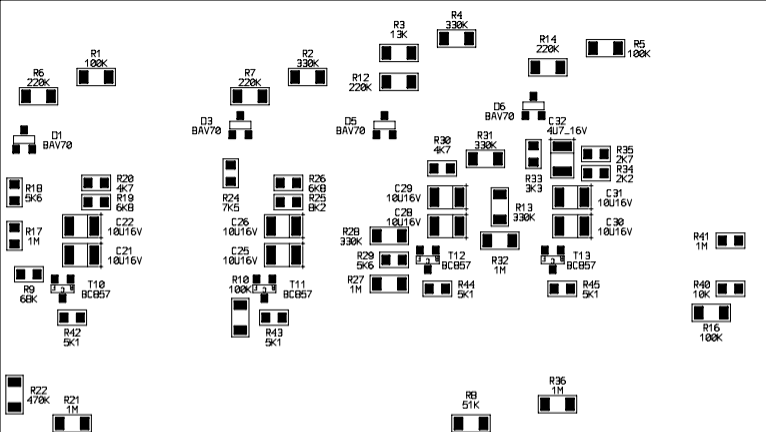 R4
330K
R3
13K
R14
220K
R5
100K
R1
100K
R2
330K
R6
220K
R7
220K
R12
220K
D6
BAV70
C32
4U7_16V
D1
BAV70
D3
BAV70
D5
BAV70
R30
4K7
R31
330K
R35
2K7
R33
3K3
R34
2K2
R18
5K6
R20
4K7
R19
6K8
R24
7K5
R26
6K8
R25
8K2
C29
10U16V
C28
10U16V
R13
330K
C31
10U16V
C30
10U16V
R17
1M
C22
10U16V
C21
10U16V
C26
10U16V
C25
10U16V
R28
330K
R29
5K6
R27
1M
T12
BC857
R32
1M
T13
BC857
R41
1M
R9
68K
T10
BC857
R10
100K
T11
BC857
R44
5K1
R45
5K1
R40
10K
R16
100K
R42
5K1
R43
5K1
R22
470K
R21
1M
R8
51K
R36
1M